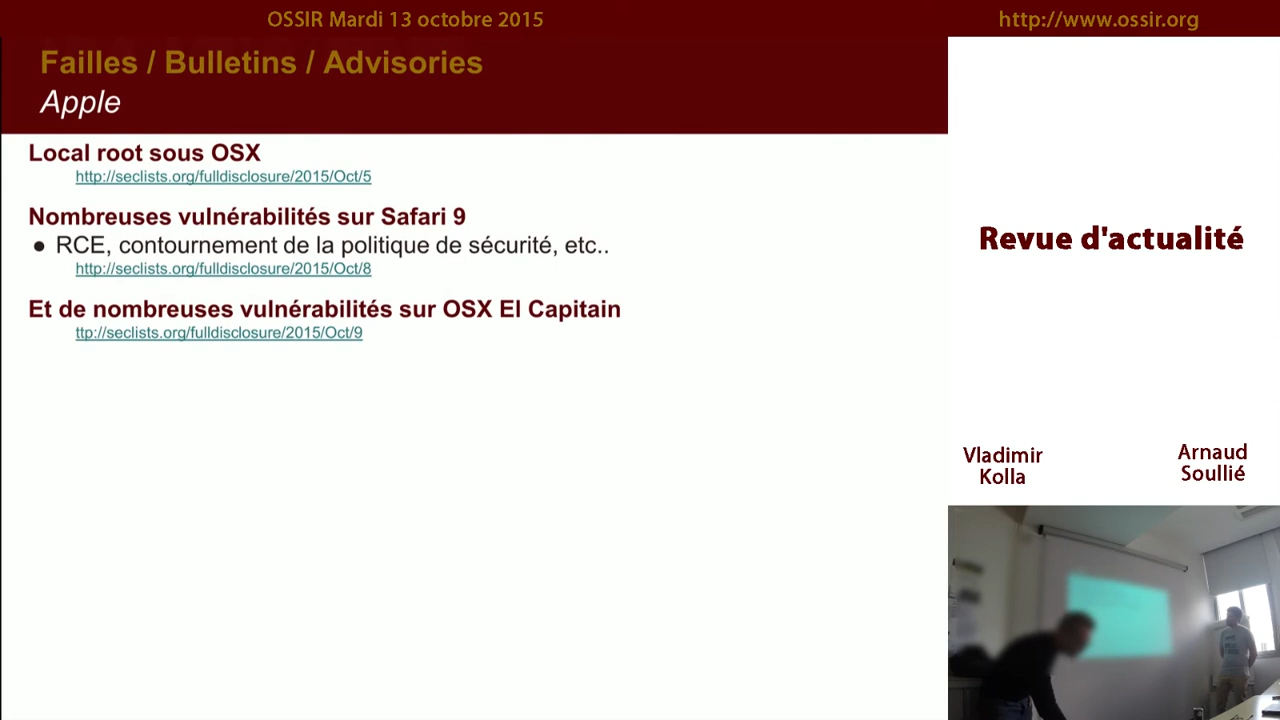 OSSIR Mardi 13 octobre 2015
http://www.ossir.org
Failles / Bulletins / Advisories
Apple
Local root sous OSX
http://seclists.org/fulldisclosure/2015/Oct/5
Nombreuses vulnérabilités sur Safari 9
● RCE, contournement de la politique de sécurité, etc..
http://seclists.org/fulldisclosure/2015/Oct/8
Et de nombreuses vulnérabilités sur OSX El Capitain
ttp://seclists.org/fulldisclosure/2015/Oct/9
Revue d'actualité
Vladimir
Kolla
Arnaud
Soullié